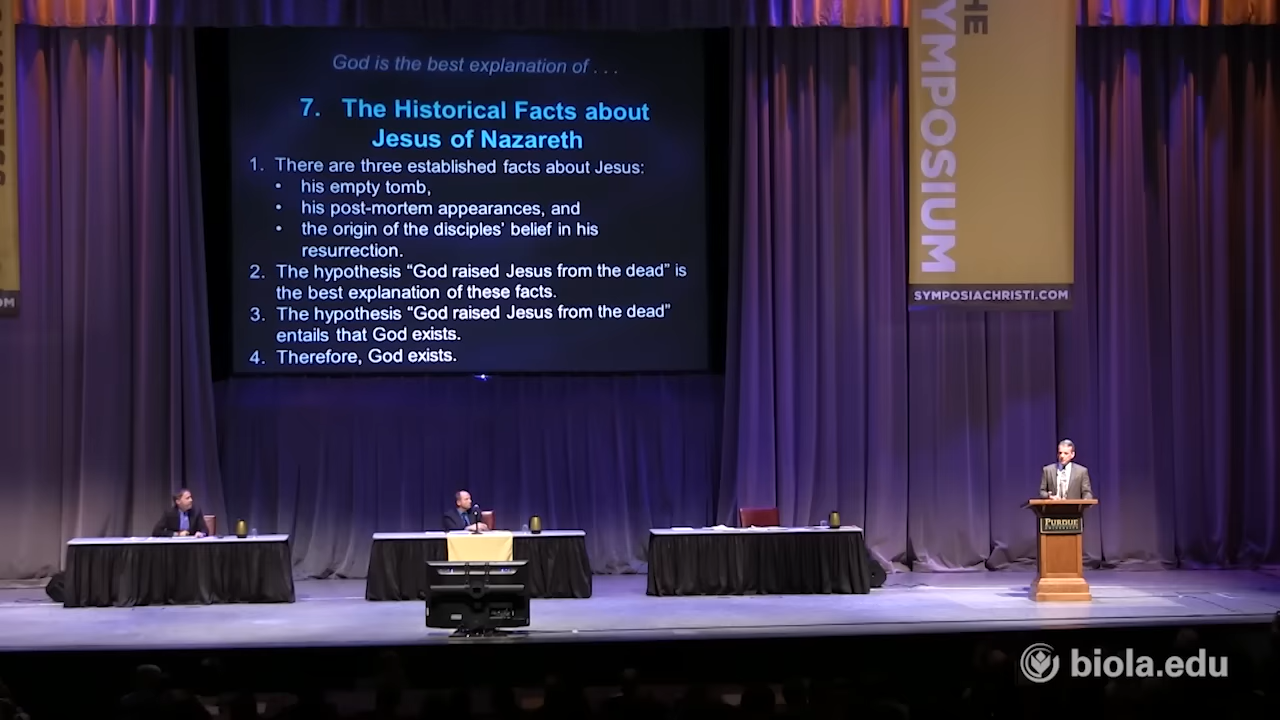 God is the best explanation of . . .
7. The Historical Facts about
Jesus of Nazareth
1. There are three established facts about Jesus:
• his empty tomb,
• his post-mortem appearances, and
• the origin of the disciples’ belief in his
resurrection.
2. The hypothesis “God raised Jesus from the dead” is
the best explanation of these facts.
3. The hypothesis “God raised Jesus from the dead”
entails that God exists.
4. Therefore, God exists.
THE
SYMPOSIUM
SYMPOSIACHRISTI.COM
PURDUE
UNIVERSITY
biola.edu